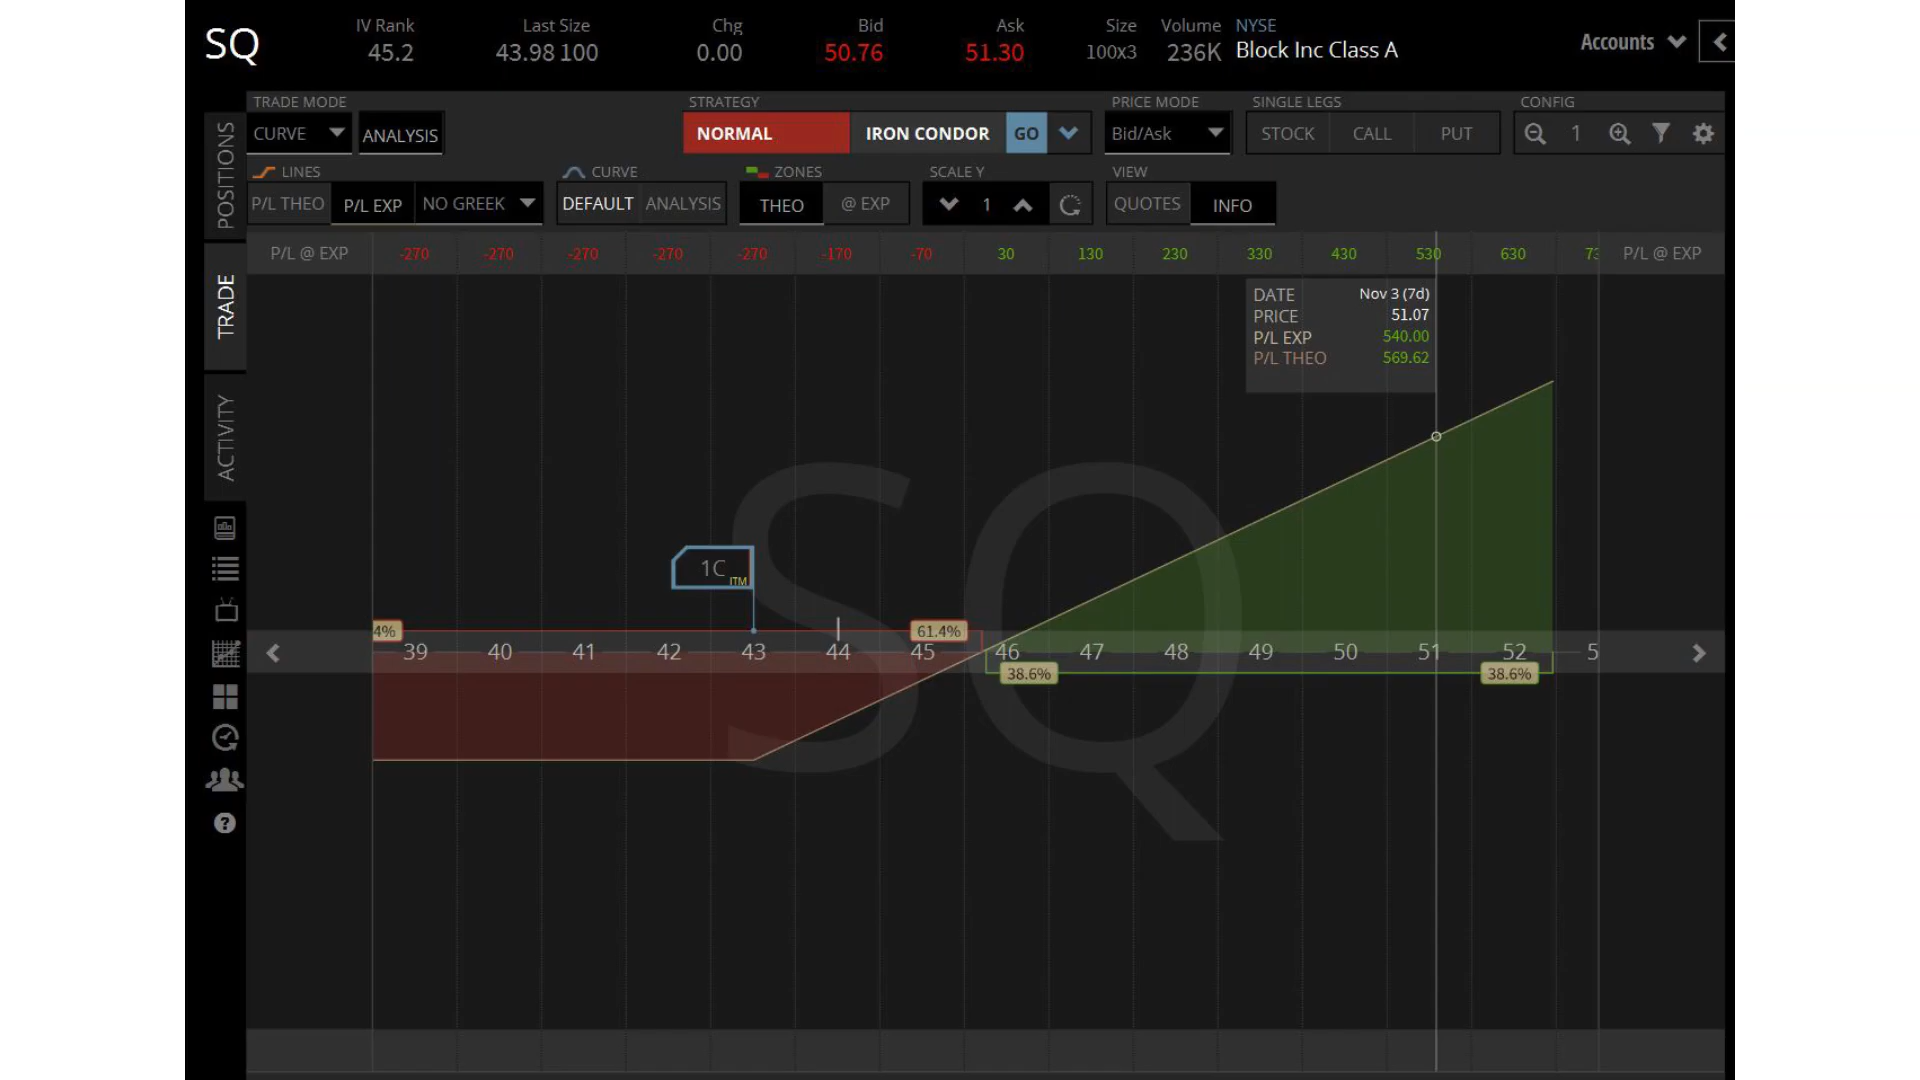 SQ
IV Rank Last Size Chg Bid Ask Size Volume NYSE
45.2 43.98 100 0.00 50.76 51.30 100x3 236K Block Inc Class A
Accounts
TRADE MODE STRATEGY PRICE MODE SINGLE LEGS CONFIG
CURVE ANALYSIS NORMAL IRON CONDOR GO Bid/Ask STOCK CALL PUT 1
LINES CURVE ZONES SCALE Y VIEW
P/L THEO P/L EXP NO GREEK DEFAULT ANALYSIS THEO @ EXP 1 QUOTES INFO
POSITIONS
TRADE
ACTIVITY
P/L @ EXP -270 -270 -270 -270 -270 -170 -70 30 130 230 330 430 530 630 73 P/L @ EXP
DATE Nov 3 (7d)
PRICE 51.07
P/L EXP 540.00
P/L THEO 569.62
SQ
1C ITM
4% 61.4%
39 40 41 42 43 44 45 46 47 48 49 50 51 52 5
38.6% 38.6%
?